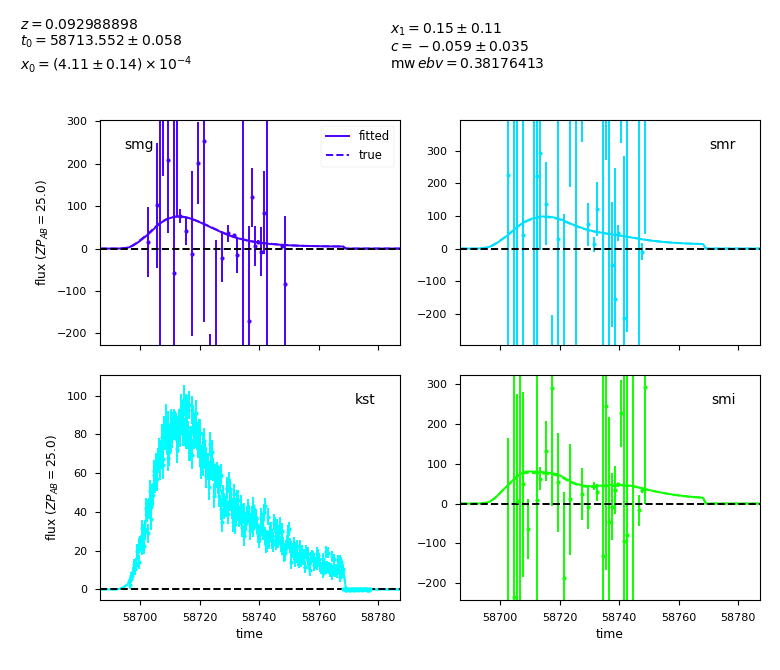 z = 0.092988898
t₀ = 58713.552 ± 0.058
x₀ = (4.11 ± 0.14) × 10⁻⁴
x₁ = 0.15 ± 0.11
c = −0.059 ± 0.035
mw ebv = 0.38176413
smg
fitted
true
300
200
100
0
−100
−200
flux (ZP_AB = 25.0)
smr
300
200
100
0
−100
−200
kst
100
80
60
40
20
0
flux (ZP_AB = 25.0)
58700 58720 58740 58760 58780
time
smi
300
200
100
0
−100
−200
58700 58720 58740 58760 58780
time